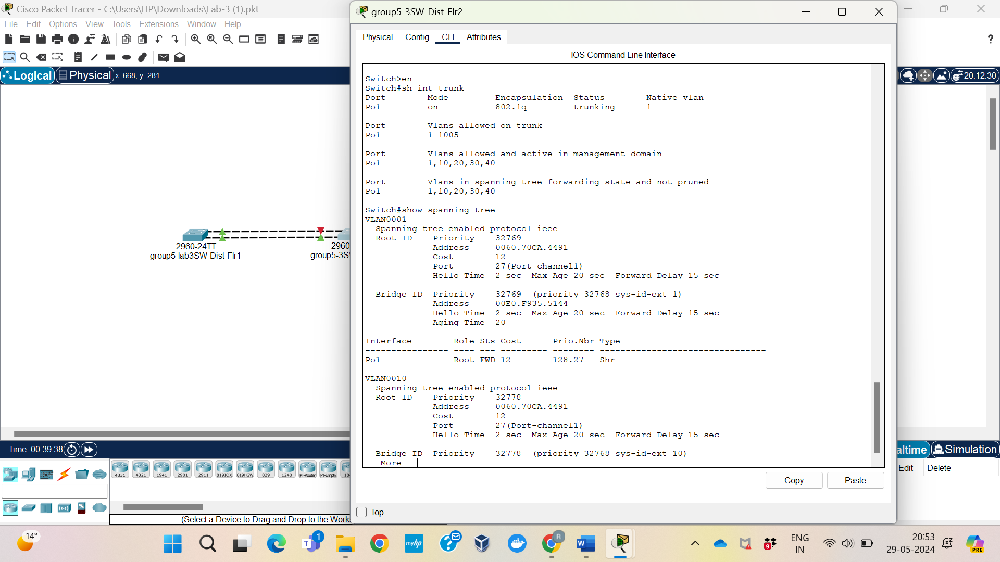 Cisco Packet Tracer - C:\Users\HP\Downloads\Lab-3 (1).pkt
File Edit Options View Tools Extensions Window Help
?
Logical Physical x: 668, y: 281
20:12:30
2960-24TT
group5-lab3SW-Dist-Flr1
2960
group5-3S
group5-3SW-Dist-Flr2
Physical Config CLI Attributes
IOS Command Line Interface
Switch>en
Switch#sh int trunk
Port Mode Encapsulation Status Native vlan
Po1 on 802.1q trunking 1
Port Vlans allowed on trunk
Po1 1-1005
Port Vlans allowed and active in management domain
Po1 1,10,20,30,40
Port Vlans in spanning tree forwarding state and not pruned
Po1 1,10,20,30,40
Switch#show spanning-tree
VLAN0001
Spanning tree enabled protocol ieee
Root ID Priority 32769
Address 0060.70CA.4491
Cost 12
Port 27(Port-channel1)
Hello Time 2 sec Max Age 20 sec Forward Delay 15 sec
Bridge ID Priority 32769 (priority 32768 sys-id-ext 1)
Address 00E0.F935.5144
Hello Time 2 sec Max Age 20 sec Forward Delay 15 sec
Aging Time 20
Interface Role Sts Cost Prio.Nbr Type
---------------- ---- --- --------- -------- --------------------------------
Po1 Root FWD 12 128.27 Shr
VLAN0010
Spanning tree enabled protocol ieee
Root ID Priority 32778
Address 0060.70CA.4491
Cost 12
Port 27(Port-channel1)
Hello Time 2 sec Max Age 20 sec Forward Delay 15 sec
Bridge ID Priority 32778 (priority 32768 sys-id-ext 10)
--More--
Copy Paste
Top
Time: 00:39:38
altime Simulation
Edit Delete
4331 4321 1941 2901 2911 819IOX 819HGW 829 1240 PT-Router PT-Empty 18
(Select a Device to Drag and Drop to the Work
14°
1
myhp
R
9
ENG
IN
20:53
29-05-2024
PRE